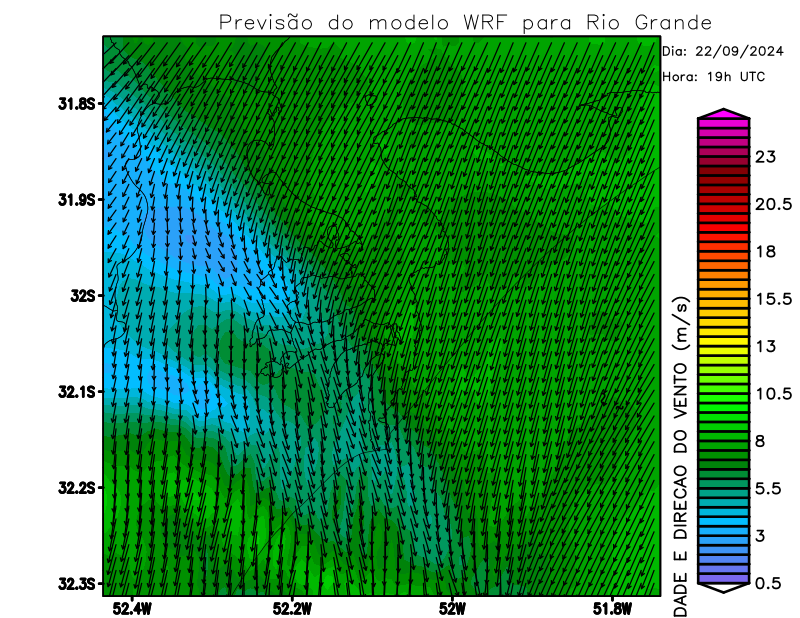 Previsão do modelo WRF para Rio Grande
Dia: 22/09/2024
Hora: 19h UTC
31.8S
31.9S
32S
32.1S
32.2S
32.3S
52.4W
52.2W
52W
51.8W
23
20.5
18
15.5
13
10.5
8
5.5
3
0.5
DADE E DIRECAO DO VENTO (m/s)